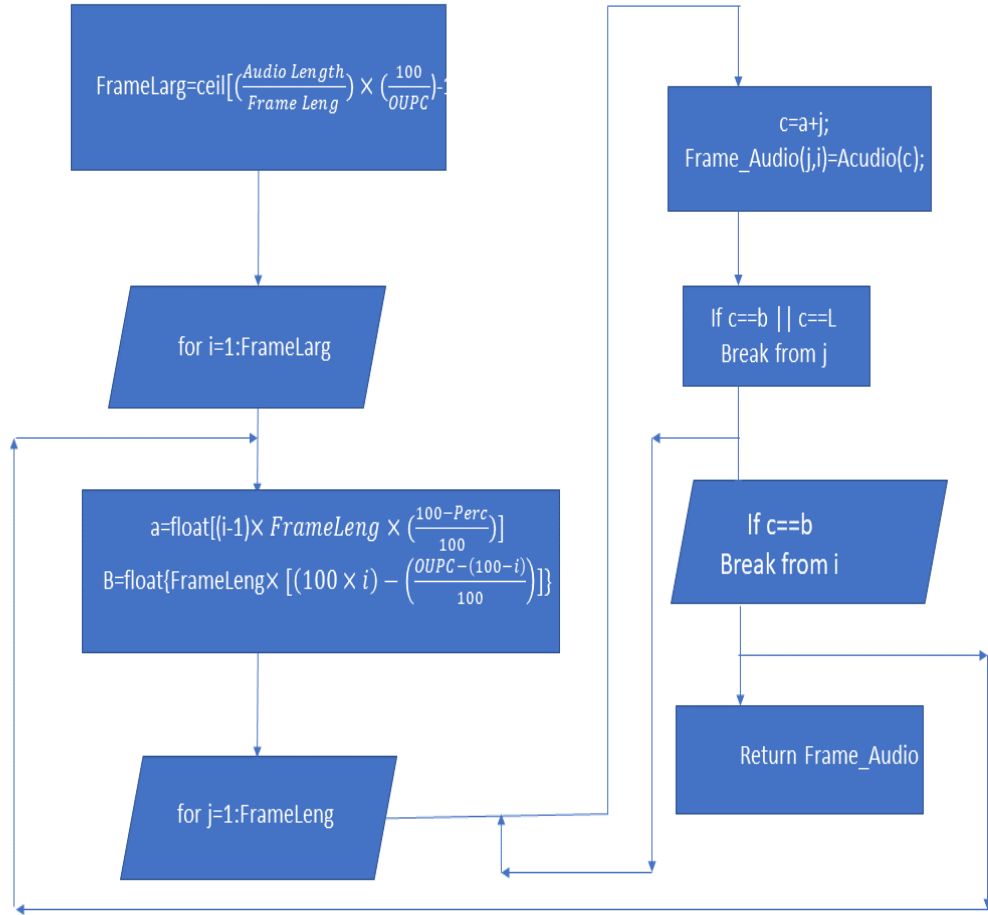 FrameLarg=ceil[(Audio Length/Frame Leng) × (100/OUPC)-1
for i=1:FrameLarg
a=float[(i-1)× FrameLeng × (100−Perc/100)]
B=float{FrameLeng× [(100 × i) − (OUPC−(100−i)/100)]}
for j=1:FrameLeng
c=a+j;
Frame_Audio(j,i)=Acudio(c);
If c==b || c==L
Break from j
If c==b
Break from i
Return Frame_Audio